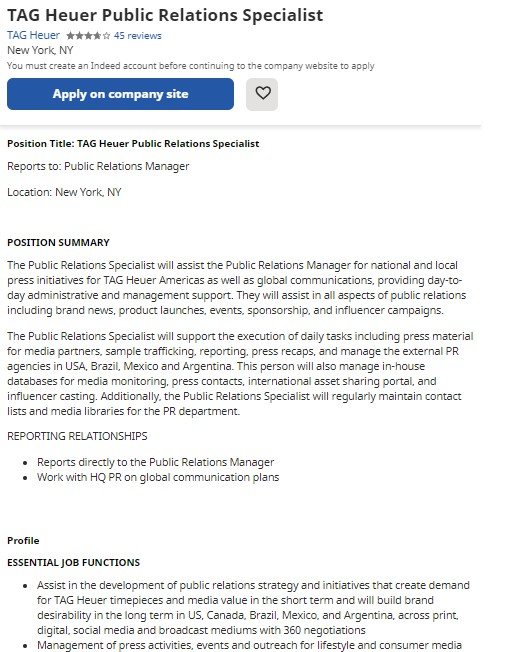 TAG Heuer Public Relations Specialist
TAG Heuer 45 reviews
New York, NY
You must create an Indeed account before continuing to the company website to apply
Apply on company site
Position Title: TAG Heuer Public Relations Specialist
Reports to: Public Relations Manager
Location: New York, NY
POSITION SUMMARY
The Public Relations Specialist will assist the Public Relations Manager for national and local
press initiatives for TAG Heuer Americas as well as global communications, providing day-to-
day administrative and management support. They will assist in all aspects of public relations
including brand news, product launches, events, sponsorship, and influencer campaigns.
The Public Relations Specialist will support the execution of daily tasks including press material
for media partners, sample trafficking, reporting, press recaps, and manage the external PR
agencies in USA, Brazil, Mexico and Argentina. This person will also manage in-house
databases for media monitoring, press contacts, international asset sharing portal, and
influencer casting. Additionally, the Public Relations Specialist will regularly maintain contact
lists and media libraries for the PR department.
REPORTING RELATIONSHIPS
• Reports directly to the Public Relations Manager
• Work with HQ PR on global communication plans
Profile
ESSENTIAL JOB FUNCTIONS
• Assist in the development of public relations strategy and initiatives that create demand
for TAG Heuer timepieces and media value in the short term and will build brand
desirability in the long term in US, Canada, Brazil, Mexico, and Argentina, across print,
digital, social media and broadcast mediums with 360 negotiations
• Management of press activities, events and outreach for lifestyle and consumer media